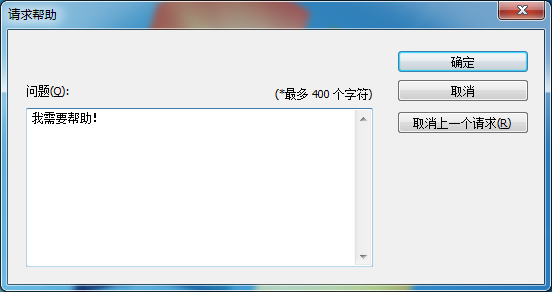 请求帮助
确定
问题(Q):
(*最多 400 个字符)
取消
我需要帮助!
取消上一个请求(R)